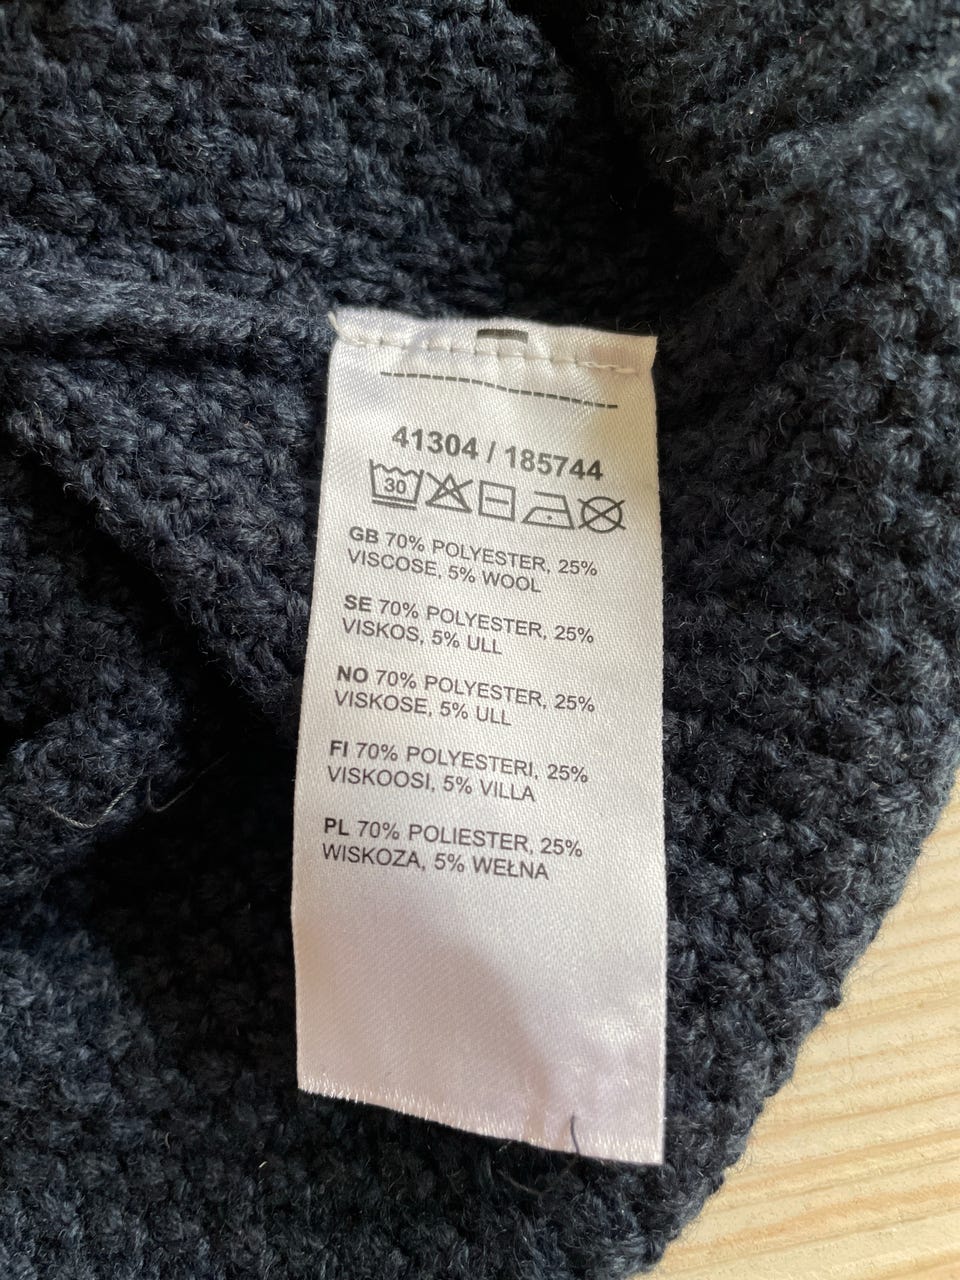 41304 / 185744
30
GB 70% POLYESTER, 25%
VISCOSE, 5% WOOL
SE 70% POLYESTER, 25%
VISKOS, 5% ULL
NO 70% POLYESTER, 25%
VISKOSE, 5% ULL
FI 70% POLYESTERI, 25%
VISKOOSI, 5% VILLA
PL 70% POLIESTER, 25%
WISKOZA, 5% WEŁNA